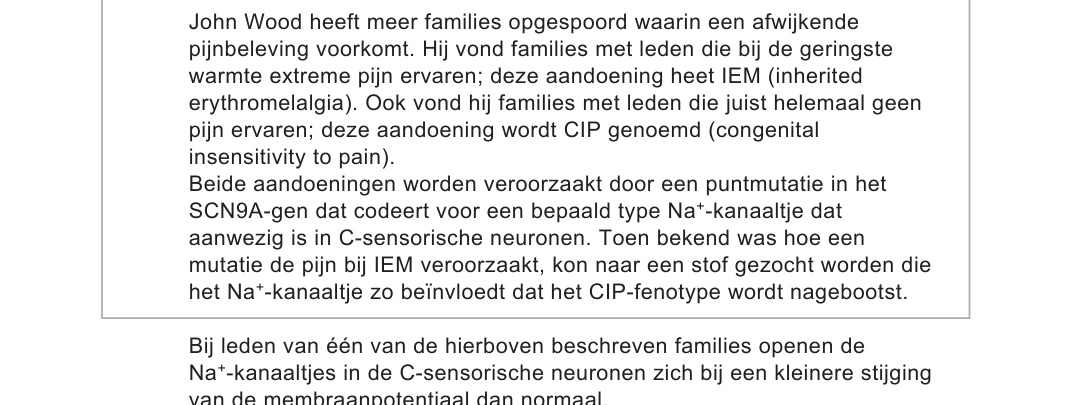 John Wood heeft meer families opgespoord waarin een afwijkende
pijnbeleving voorkomt. Hij vond families met leden die bij de geringste
warmte extreme pijn ervaren; deze aandoening heet IEM (inherited
erythromelalgia). Ook vond hij families met leden die juist helemaal geen
pijn ervaren; deze aandoening wordt CIP genoemd (congenital
insensitivity to pain).
Beide aandoeningen worden veroorzaakt door een puntmutatie in het
SCN9A-gen dat codeert voor een bepaald type Na⁺-kanaaltje dat
aanwezig is in C-sensorische neuronen. Toen bekend was hoe een
mutatie de pijn bij IEM veroorzaakt, kon naar een stof gezocht worden die
het Na⁺-kanaaltje zo beïnvloedt dat het CIP-fenotype wordt nagebootst.
Bij leden van één van de hierboven beschreven families openen de
Na⁺-kanaaltjes in de C-sensorische neuronen zich bij een kleinere stijging
van de membraanpotentiaal dan normaal.